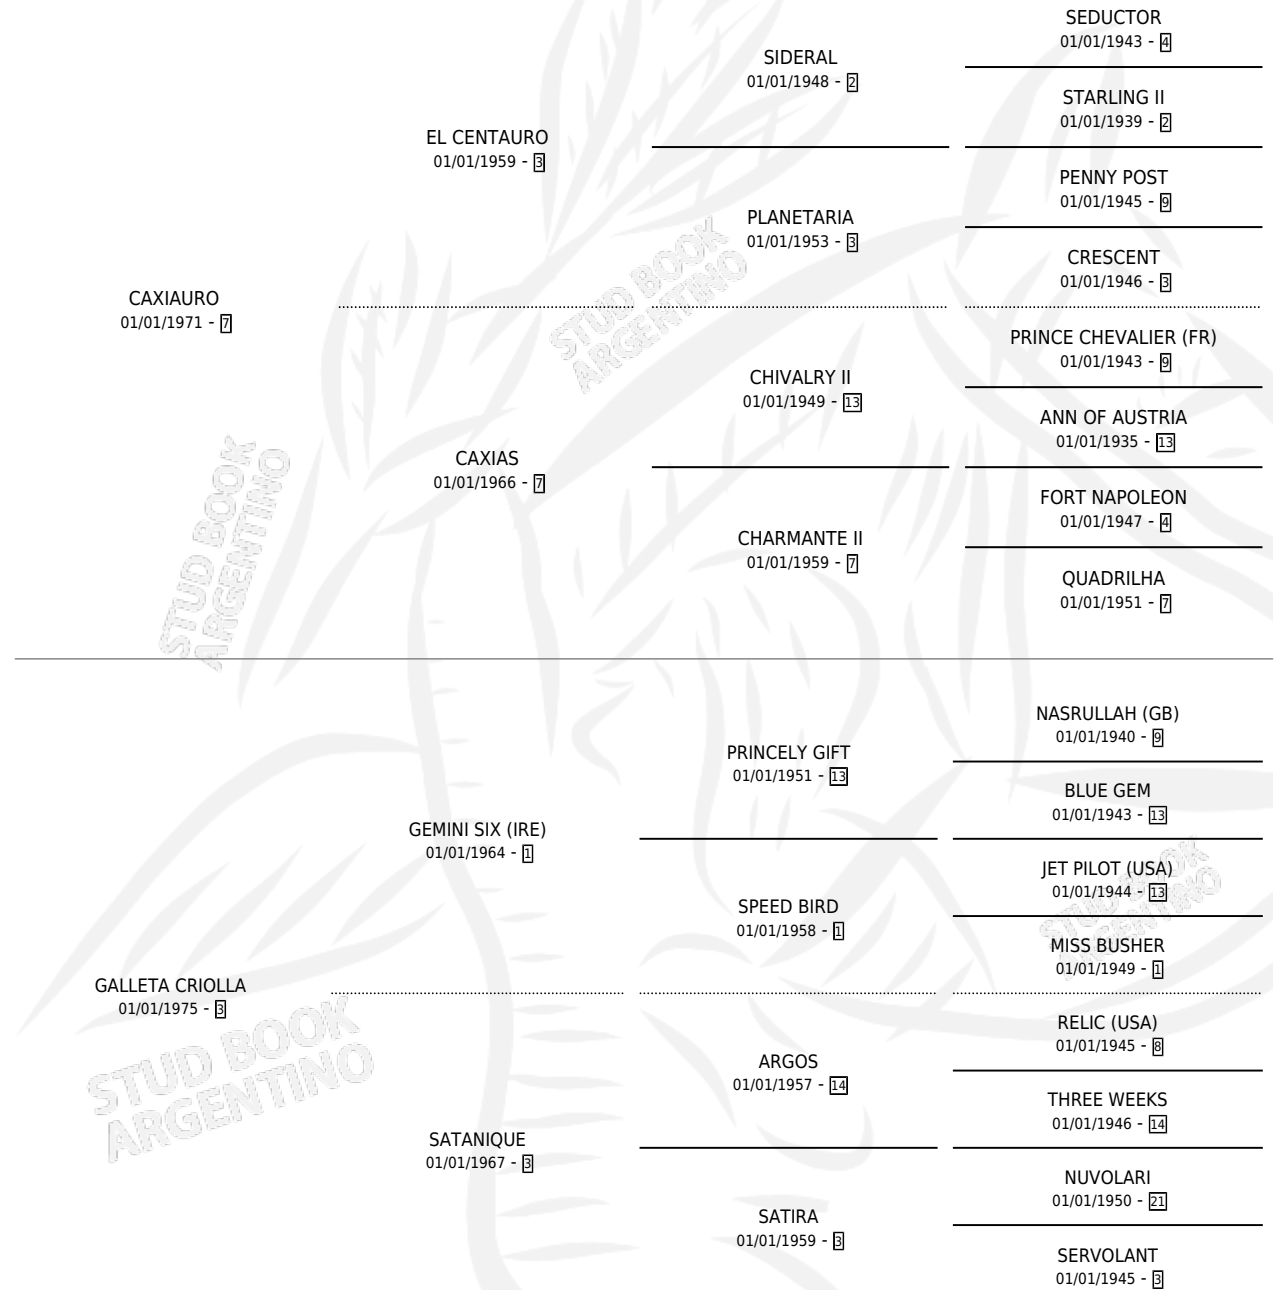 SEDUCTOR
01/01/1943 - 4
SIDERAL
01/01/1948 - 2
STARLING II
01/01/1939 - 2
EL CENTAURO
01/01/1959 - 3
PENNY POST
01/01/1945 - 9
PLANETARIA
01/01/1953 - 3
CRESCENT
01/01/1946 - 3
STUD BOOK
ARGENTINO
CAXIAURO
01/01/1971 - 7
PRINCE CHEVALIER (FR)
01/01/1943 - 9
CHIVALRY II
01/01/1949 - 13
ANN OF AUSTRIA
01/01/1935 - 13
CAXIAS
01/01/1966 - 7
FORT NAPOLEON
01/01/1947 - 4
CHARMANTE II
01/01/1959 - 7
QUADRILHA
01/01/1951 - 7
STUD BOOK
ARGENTINO
NASRULLAH (GB)
01/01/1940 - 9
PRINCELY GIFT
01/01/1951 - 13
BLUE GEM
01/01/1943 - 13
GEMINI SIX (IRE)
01/01/1964 - 1
JET PILOT (USA)
01/01/1944 - 13
SPEED BIRD
01/01/1958 - 1
MISS BUSHER
01/01/1949 - 1
STUD BOOK
ARGENTINO
GALLETA CRIOLLA
01/01/1975 - 3
RELIC (USA)
01/01/1945 - 8
ARGOS
01/01/1957 - 14
THREE WEEKS
01/01/1946 - 14
STUD BOOK
ARGENTINO
SATANIQUE
01/01/1967 - 3
NUVOLARI
01/01/1950 - 21
SATIRA
01/01/1959 - 3
SERVOLANT
01/01/1945 - 3